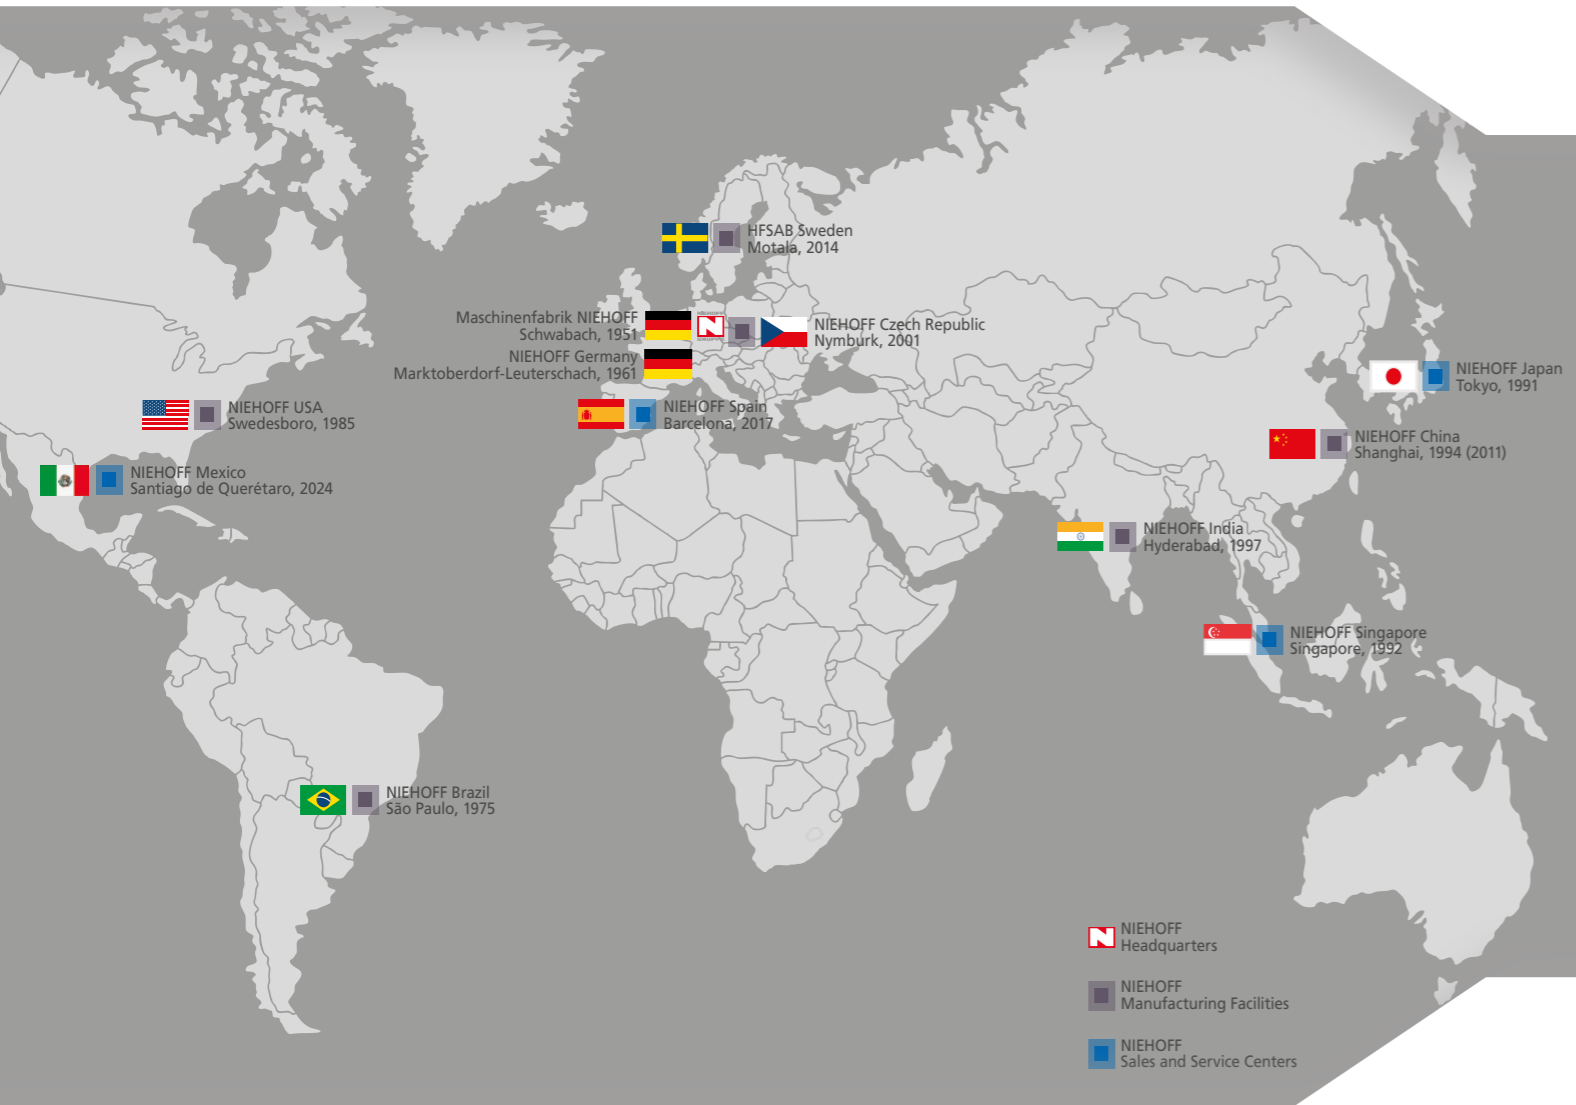 HFSAB Sweden
Motala, 2014
Maschinenfabrik NIEHOFF
Schwabach, 1951
NIEHOFF Czech Republic
Nymburk, 2001
NIEHOFF Germany
Marktoberdorf-Leuterschach, 1961
NIEHOFF Japan
Tokyo, 1991
NIEHOFF USA
Swedesboro, 1985
NIEHOFF Spain
Barcelona, 2017
NIEHOFF China
Shanghai, 1994 (2011)
NIEHOFF Mexico
Santiago de Querétaro, 2024
NIEHOFF India
Hyderabad, 1997
NIEHOFF Singapore
Singapore, 1992
NIEHOFF Brazil
São Paulo, 1975
N NIEHOFF
Headquarters
NIEHOFF
Manufacturing Facilities
NIEHOFF
Sales and Service Centers